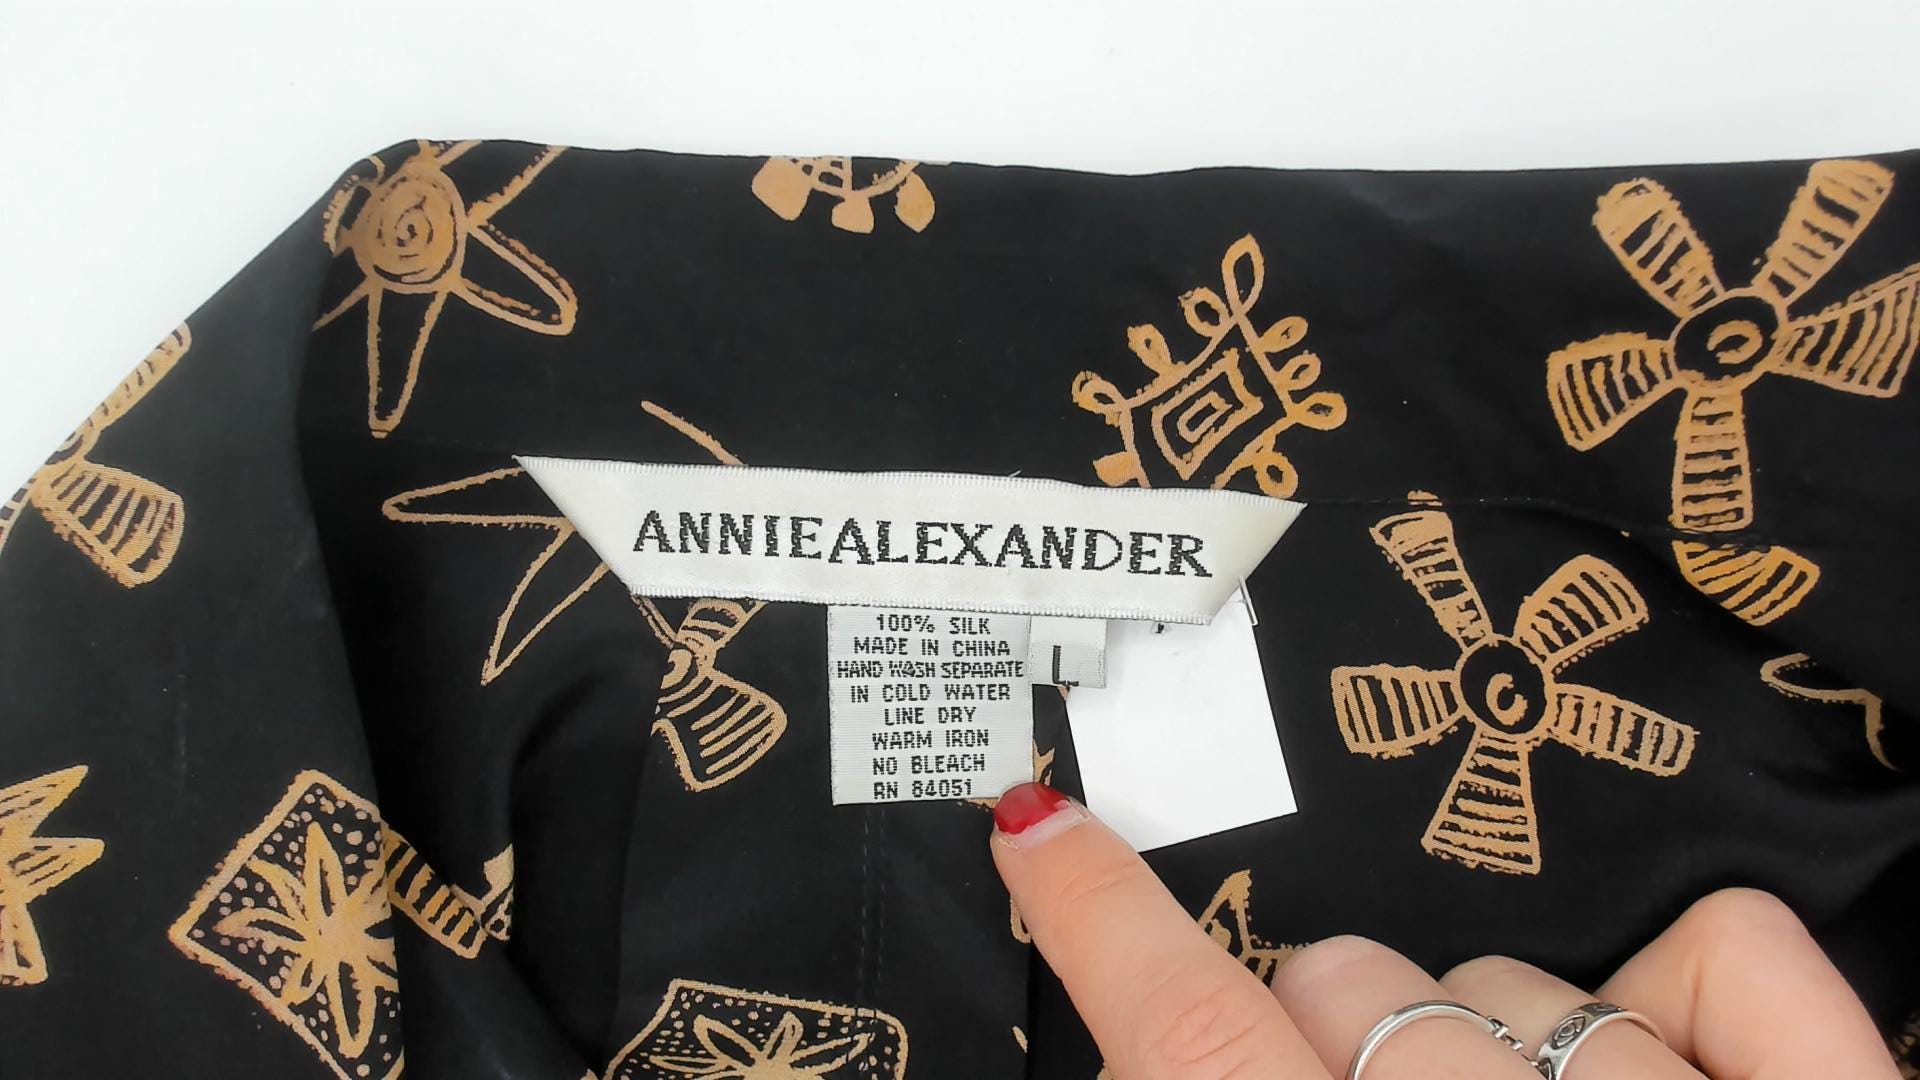 ANNIEALEXANDER
100% SILK
MADE IN CHINA
HAND WASH SEPARATE
IN COLD WATER
LINE DRY
WARM IRON
NO BLEACH
RN 84051
L